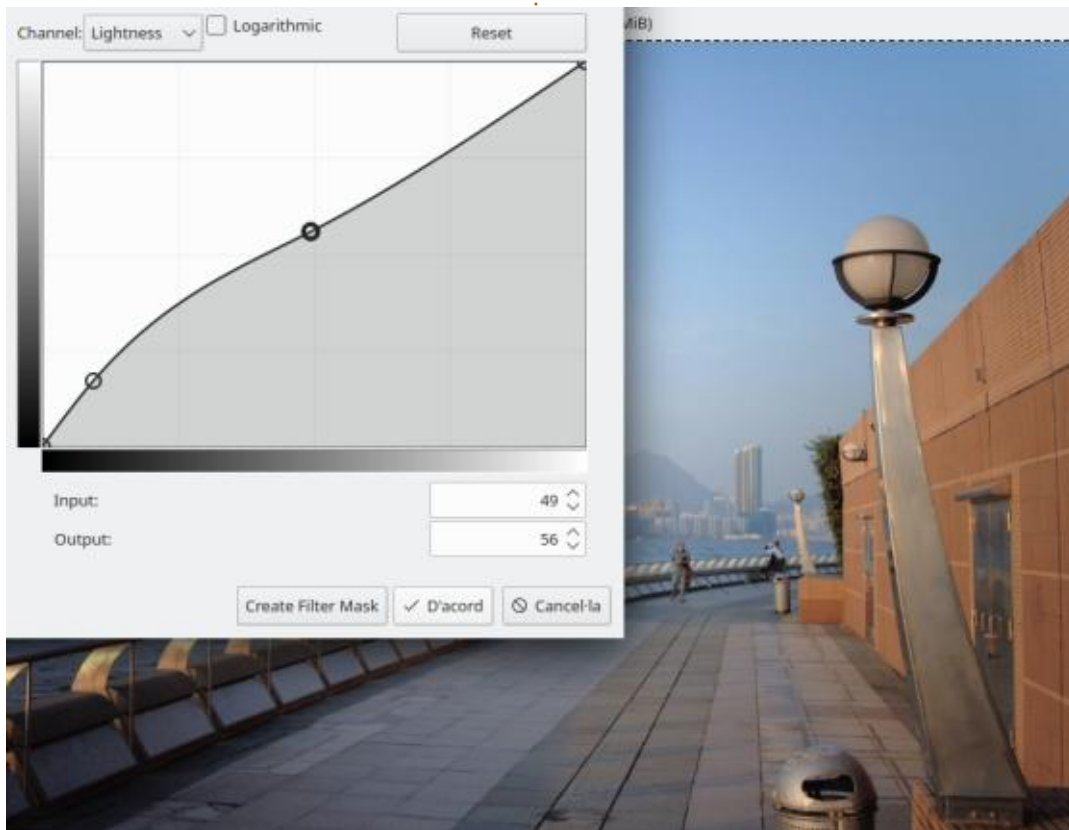 Channel: Lightness Logarithmic Reset
MiB)
Input: 49
Output: 56
Create Filter Mask D'acord Cancel·la